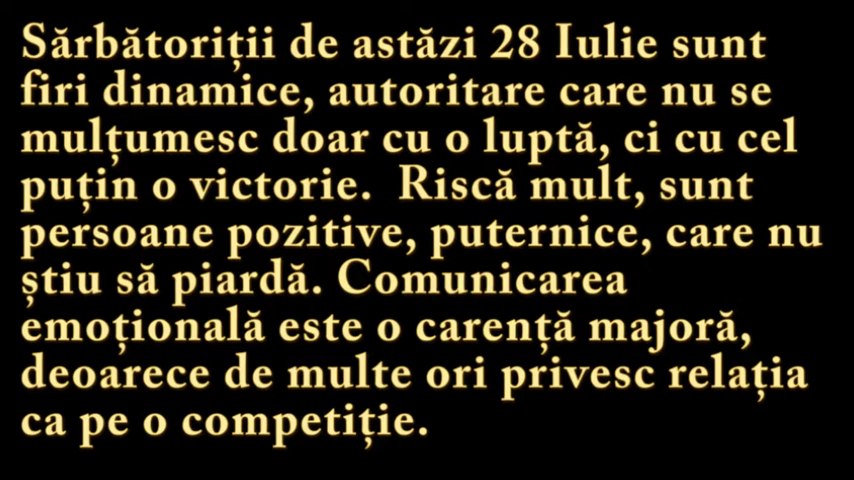 Sărbătoriții de astăzi 28 Iulie sunt
firi dinamice, autoritare care nu se
mulțumesc doar cu o luptă, ci cu cel
puțin o victorie.  Riscă mult, sunt
persoane pozitive, puternice, care nu
știu să piardă. Comunicarea
emoțională este o carență majoră,
deoarece de multe ori privesc relația
ca pe o competiție.